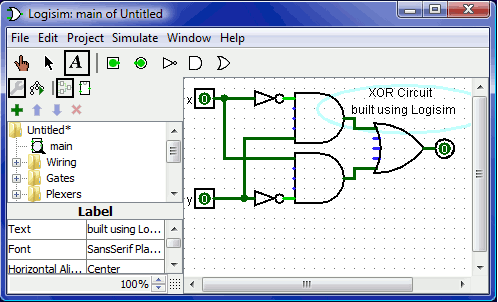 Logisim: main of Untitled
File Edit Project Simulate Window Help
A
XOR Circuit
built using Logisim
x 0
0
y 0
Untitled*
main
Wiring
Gates
Plexers
Label
Text built using Lo...
Font SansSerif Pla...
Horizontal Ali... Center
100%